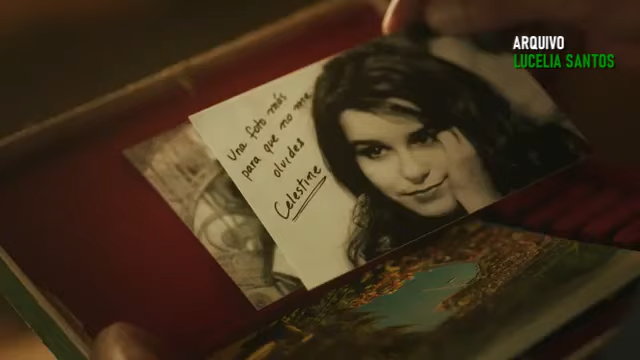 ARQUIVO
LUCELIA SANTOS
Una foto más
para que no me
olvides
Celestine